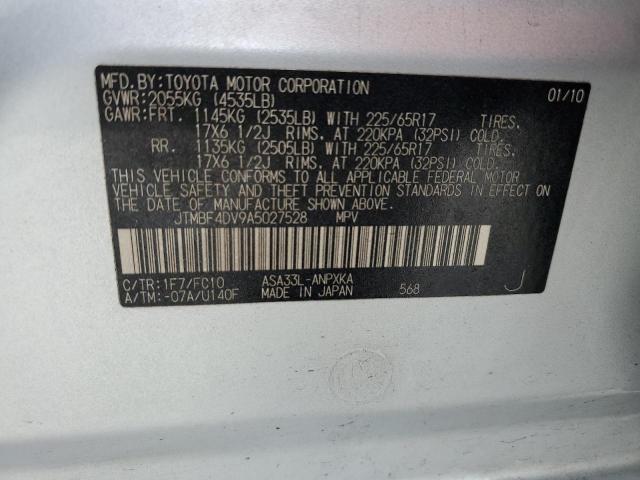 MFD.BY:TOYOTA MOTOR CORPORATION 01/10
GVWR:2055KG (4535LB)
GAWR:FRT. 1145KG (2535LB) WITH 225/65R17 TIRES.
17X6 1/2J RIMS. AT 220KPA (32PSI) COLD.
RR. 1135KG (2505LB) WITH 225/65R17 TIRES.
17X6 1/2J RIMS. AT 220KPA (32PSI) COLD.
THIS VEHICLE CONFORMS TO ALL APPLICABLE FEDERAL MOTOR
VEHICLE SAFETY AND THEFT PREVENTION STANDARDS IN EFFECT ON
THE DATE OF MANUFACTURE SHOWN ABOVE.
JTMBF4DV9A5027528 MPV
C/TR:1F7/FC10 ASA33L-ANPXKA
A/TM:-07A/U140F MADE IN JAPAN 568 J